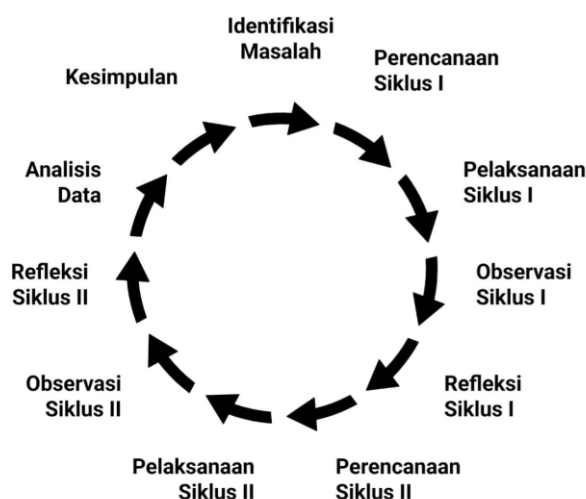 Identifikasi
Masalah
Perencanaan
Siklus I
Pelaksanaan
Siklus I
Observasi
Siklus I
Refleksi
Siklus I
Perencanaan
Siklus II
Pelaksanaan
Siklus II
Observasi
Siklus II
Refleksi
Siklus II
Analisis
Data
Kesimpulan